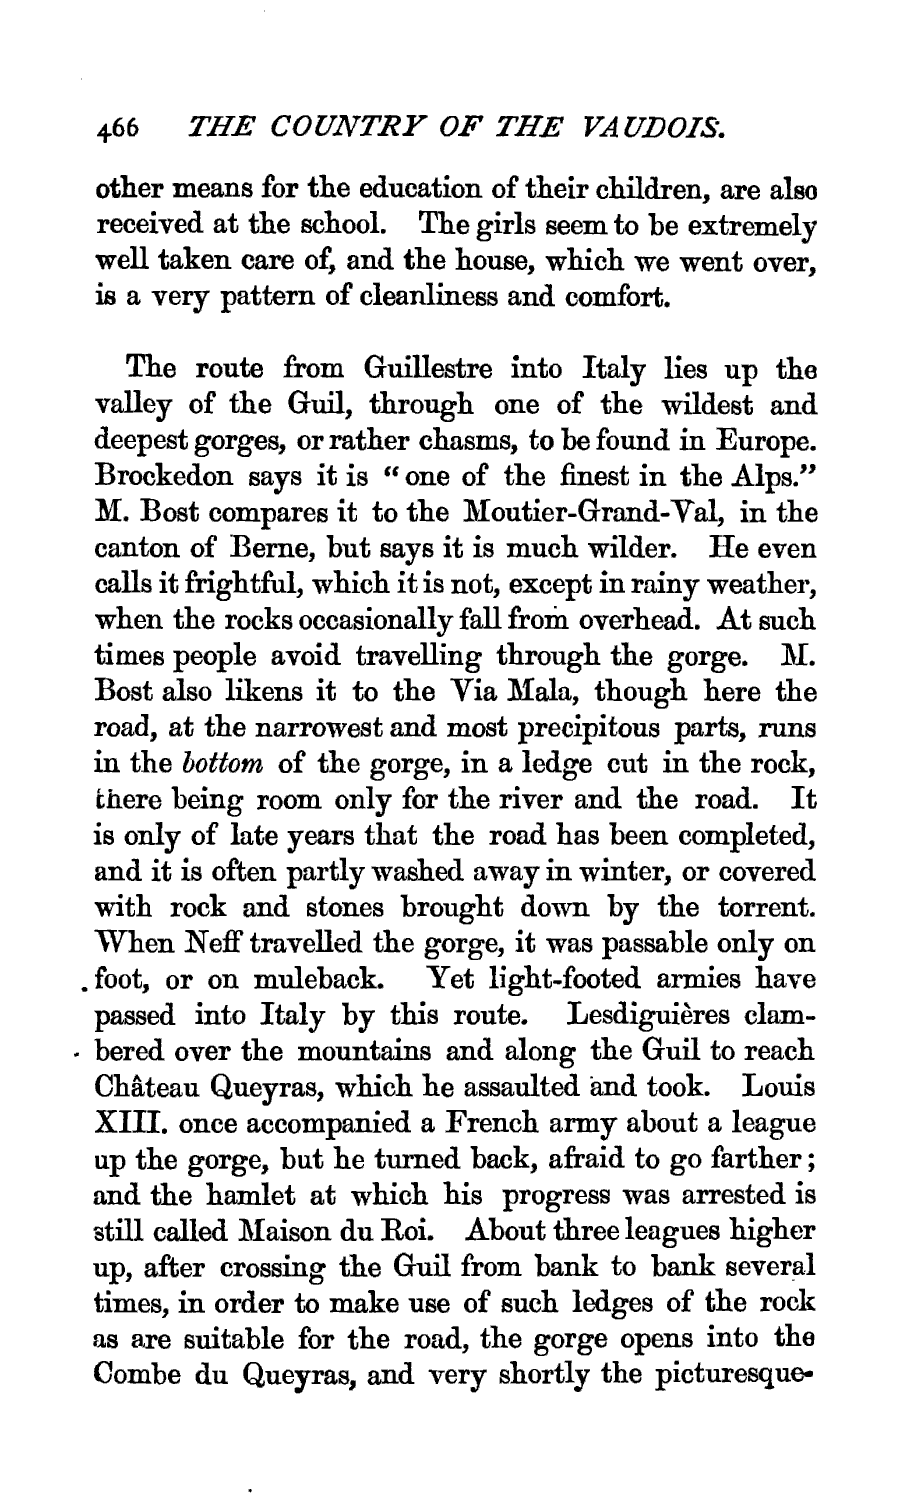 466 THE COUNTRY OF THE VAUDOIS.
other means for the education of their children, are also
received at the school. The girls seem to be extremely
well taken care of, and the house, which we went over,
is a very pattern of cleanliness and comfort.
The route from Guillestre into Italy lies up the
valley of the Guil, through one of the wildest and
deepest gorges, or rather chasms, to be found in Europe.
Brockedon says it is “one of the finest in the Alps.”
M. Bost compares it to the Moutier-Grand-Val, in the
canton of Berne, but says it is much wilder. He even
calls it frightful, which it is not, except in rainy weather,
when the rocks occasionally fall from overhead. At such
times people avoid travelling through the gorge. M.
Bost also likens it to the Via Mala, though here the
road, at the narrowest and most precipitous parts, runs
in the bottom of the gorge, in a ledge cut in the rock,
there being room only for the river and the road. It
is only of late years that the road has been completed,
and it is often partly washed away in winter, or covered
with rock and stones brought down by the torrent.
When Neff travelled the gorge, it was passable only on
foot, or on muleback. Yet light-footed armies have
passed into Italy by this route. Lesdiguières clam-
bered over the mountains and along the Guil to reach
Château Queyras, which he assaulted and took. Louis
XIII. once accompanied a French army about a league
up the gorge, but he turned back, afraid to go farther;
and the hamlet at which his progress was arrested is
still called Maison du Roi. About three leagues higher
up, after crossing the Guil from bank to bank several
times, in order to make use of such ledges of the rock
as are suitable for the road, the gorge opens into the
Combe du Queyras, and very shortly the picturesque-